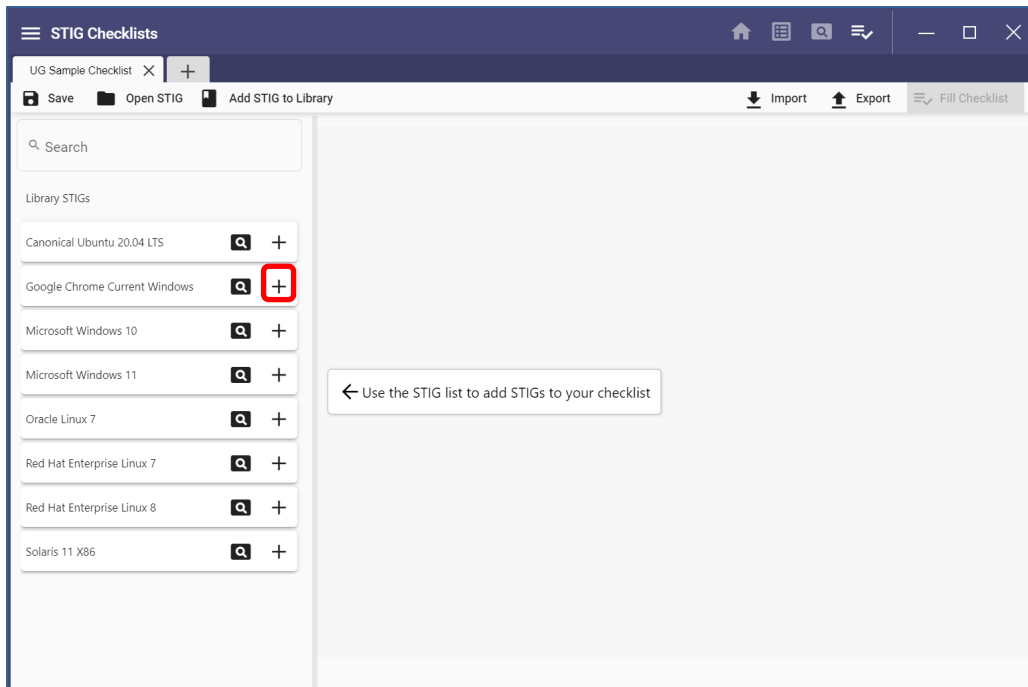 STIG Checklists
UG Sample Checklist
Save Open STIG Add STIG to Library Import Export Fill Checklist
Search
Library STIGs
Canonical Ubuntu 20.04 LTS
Google Chrome Current Windows
Microsoft Windows 10
Microsoft Windows 11
Use the STIG list to add STIGs to your checklist
Oracle Linux 7
Red Hat Enterprise Linux 7
Red Hat Enterprise Linux 8
Solaris 11 X86